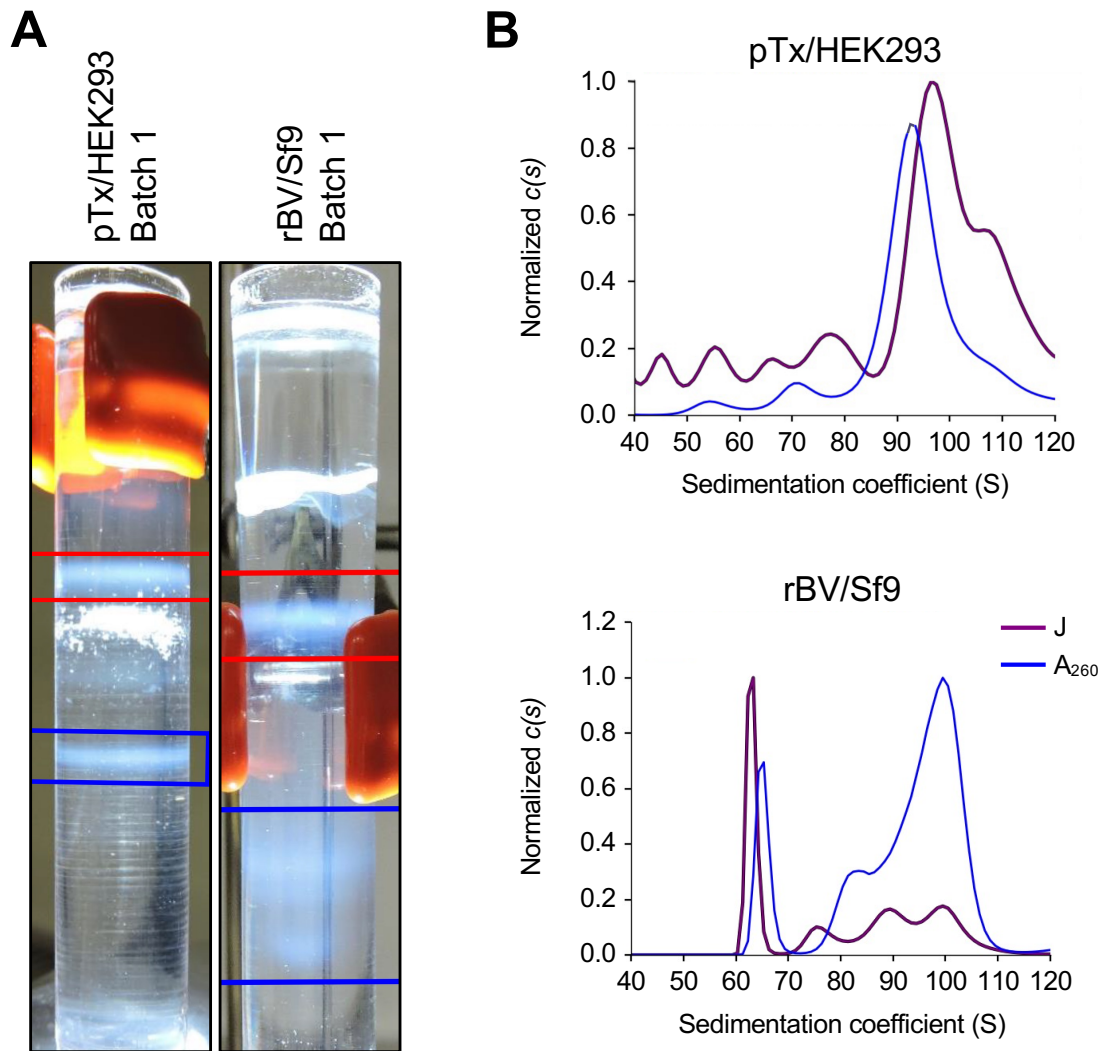 A
pTx/HEK293
Batch 1
rBV/Sf9
Batch 1
B
pTx/HEK293
Normalized c(s)
1.0
0.8
0.6
0.4
0.2
0.0
40 50 60 70 80 90 100 110 120
Sedimentation coefficient (S)
rBV/Sf9
Normalized c(s)
1.2
1.0
0.8
0.6
0.4
0.2
0.0
40 50 60 70 80 90 100 110 120
Sedimentation coefficient (S)
J
A260